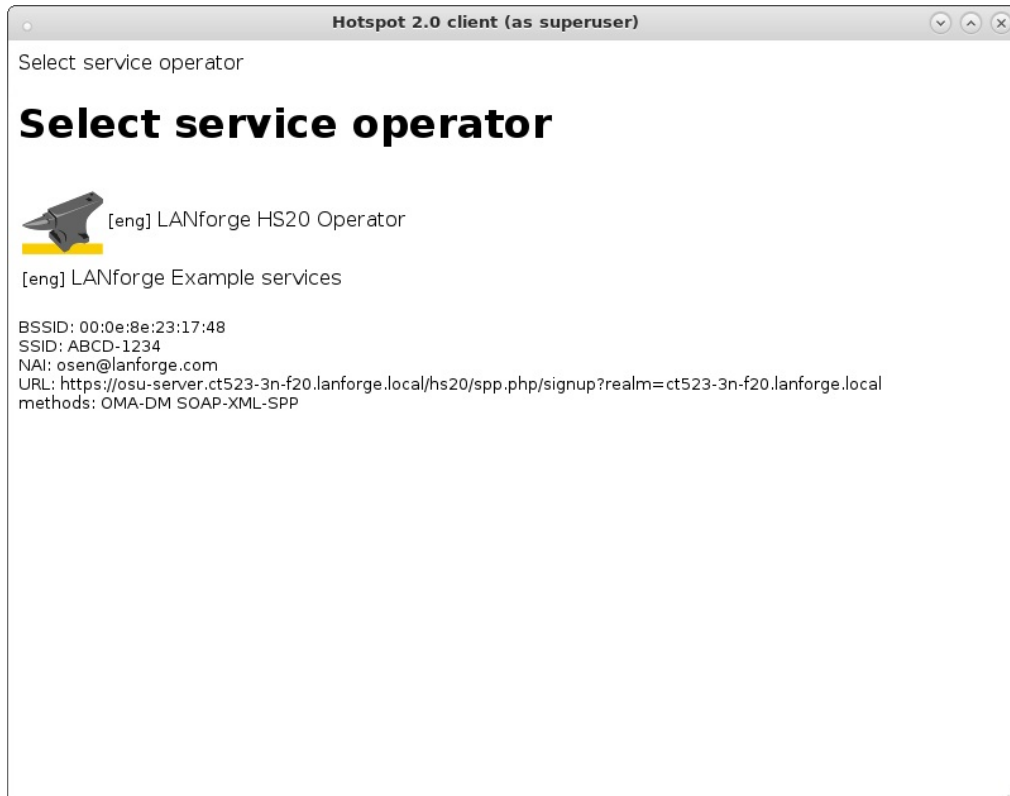 Hotspot 2.0 client (as superuser)
Select service operator
Select service operator
[eng] LANforge HS20 Operator
[eng] LANforge Example services
BSSID: 00:0e:8e:23:17:48
SSID: ABCD-1234
NAI: osen@lanforge.com
URL: https://osu-server.ct523-3n-f20.lanforge.local/hs20/spp.php/signup?realm=ct523-3n-f20.lanforge.local
methods: OMA-DM SOAP-XML-SPP